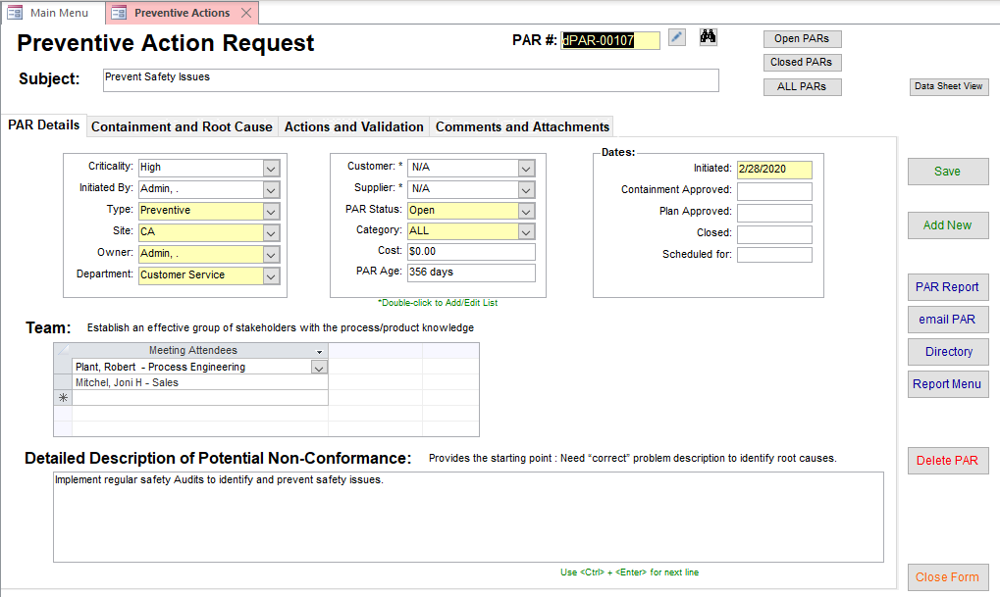 Main Menu Preventive Actions
Preventive Action Request PAR #: dPAR-00107 Open PARs
Closed PARs
Subject: Prevent Safety Issues ALL PARs Data Sheet View
PAR Details Containment and Root Cause Actions and Validation Comments and Attachments
Criticality: High
Initiated By: Admin, .
Type: Preventive
Site: CA
Owner: Admin, .
Department: Customer Service
Customer: * N/A
Supplier: * N/A
PAR Status: Open
Category: ALL
Cost: $0.00
PAR Age: 356 days
*Double-click to Add/Edit List
Dates:
Initiated: 2/28/2020
Containment Approved:
Plan Approved:
Closed:
Scheduled for:
Save
Add New
PAR Report
email PAR
Directory
Report Menu
Delete PAR
Close Form
Team: Establish an effective group of stakeholders with the process/product knowledge
Meeting Attendees
Plant, Robert - Process Engineering
Mitchel, Joni H - Sales
Detailed Description of Potential Non-Conformance: Provides the starting point : Need “correct” problem description to identify root causes.
Implement regular safety Audits to identify and prevent safety issues.
Use <Ctrl> + <Enter> for next line